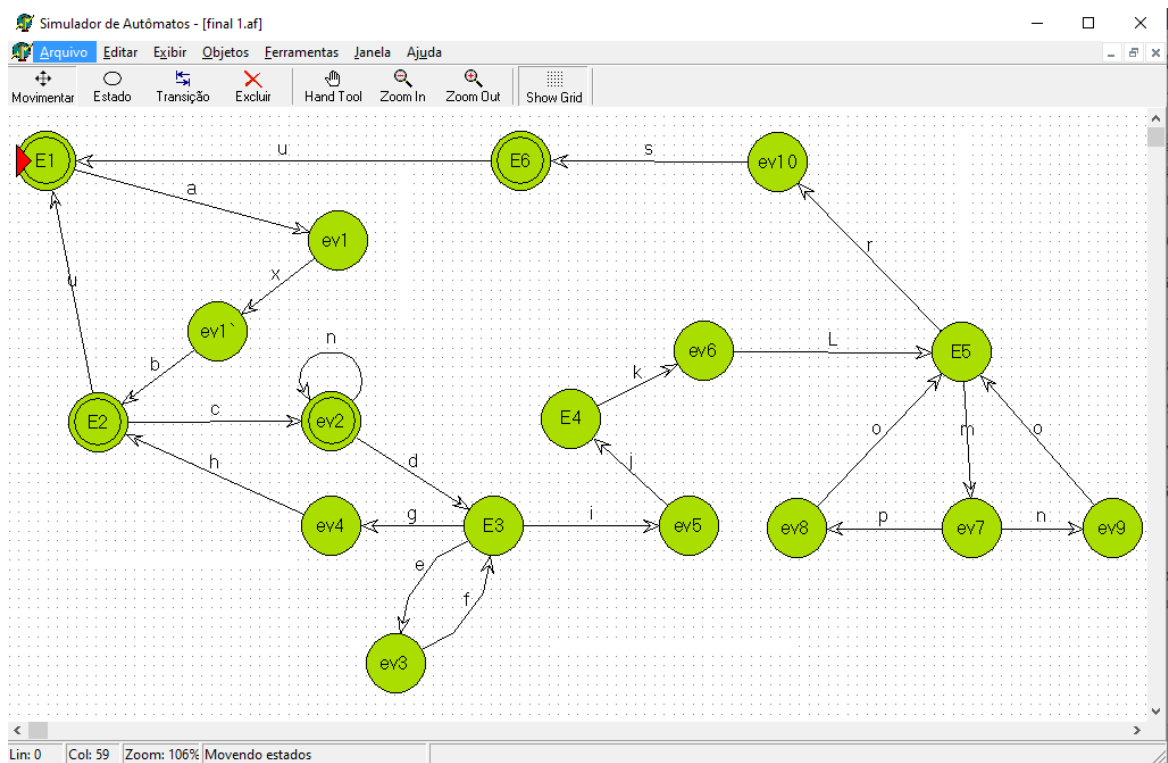 Simulador de Autômatos - [final 1.af]
Arquivo Editar Exibir Objetos Ferramentas Janela Ajuda
Movimentar Estado Transição Excluir Hand Tool Zoom In Zoom Out Show Grid
E1 u E6 s ev10
a
ev1
x r
ev1`
n
b ev6 L E5
k
c E4
E2 ev2 o m o
d j
h
ev4 g E3 i ev5 ev8 p ev7 n ev9
u
e
f
ev3
Lin: 0 Col: 59 Zoom: 106% Movendo estados